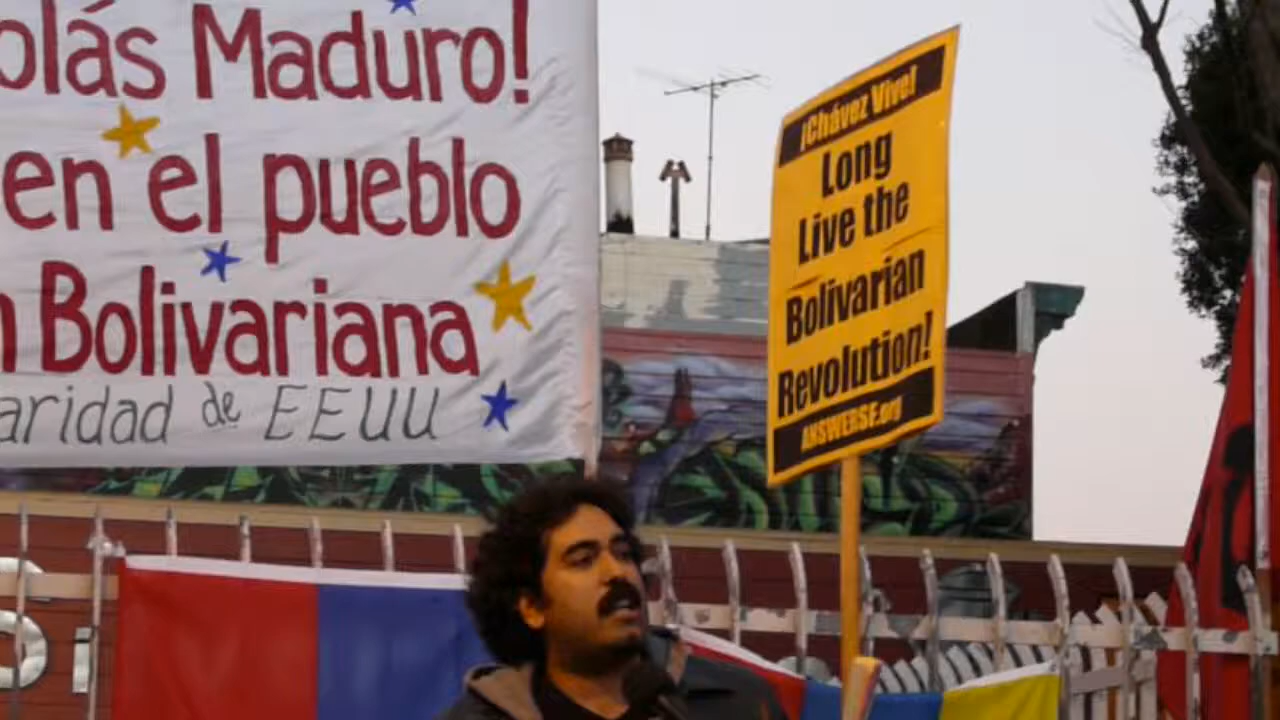 olás Maduro!
en el pueblo
n Bolivariana
aridad de EEUU
¡Chávez Vive!
Long
Live the
Bolivarian
Revolution!
ANSWERSF.org